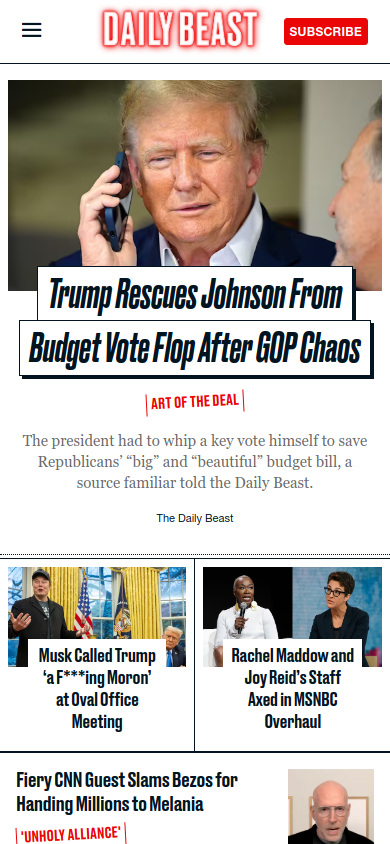 DAILY BEAST
SUBSCRIBE
Trump Rescues Johnson From
Budget Vote Flop After GOP Chaos
ART OF THE DEAL
The president had to whip a key vote himself to save
Republicans’ “big” and “beautiful” budget bill, a
source familiar told the Daily Beast.
The Daily Beast
Musk Called Trump
‘a F***ing Moron’
at Oval Office
Meeting
Rachel Maddow and
Joy Reid’s Staff
Axed in MSNBC
Overhaul
Fiery CNN Guest Slams Bezos for
Handing Millions to Melania
'UNHOLY ALLIANCE'